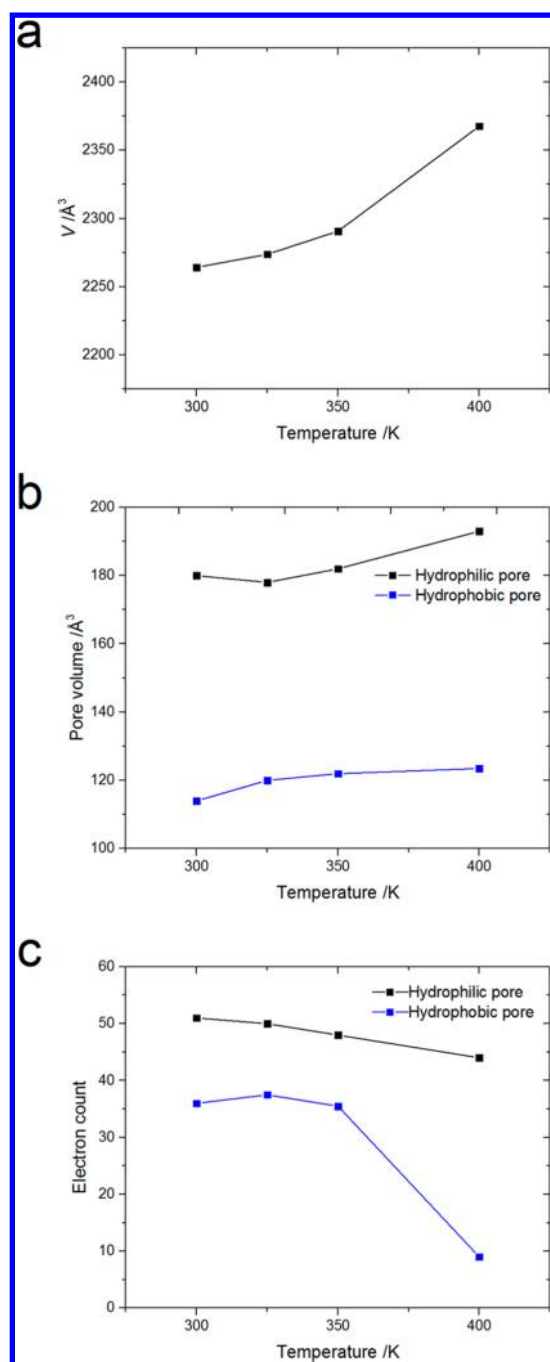 a
2400
2350
2300
2250
2200
V /Å³
300 350 400
Temperature /K
b
200
180
160
140
120
100
Pore volume /Å³
Hydrophilic pore
Hydrophobic pore
300 350 400
Temperature /K
c
60
50
40
30
20
10
0
Electron count
Hydrophilic pore
Hydrophobic pore
300 350 400
Temperature /K